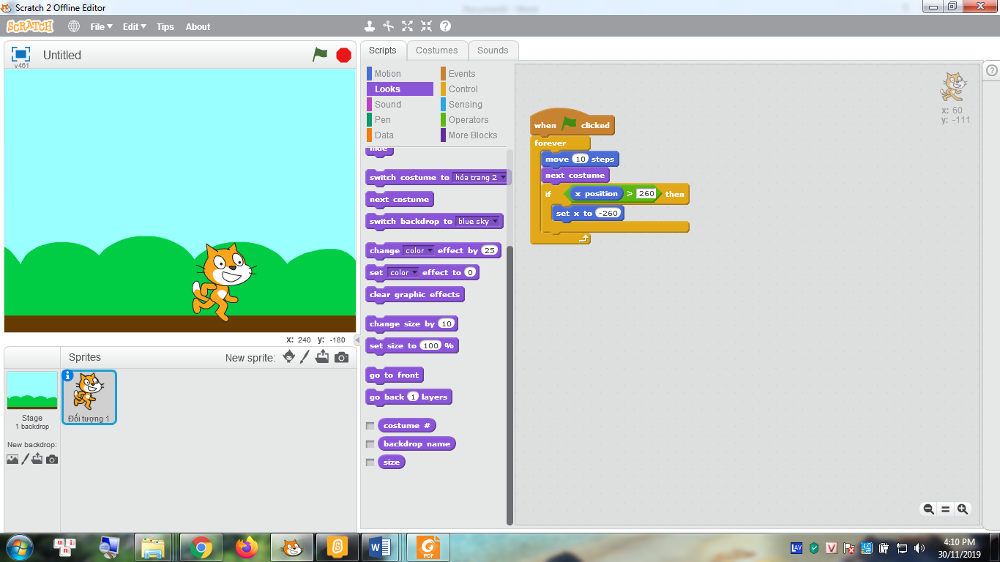 Scratch 2 Offline Editor
SCRATCH File Edit Tips About
v461 Untitled
Scripts Costumes Sounds
Motion Events
Looks Control
Sound Sensing
Pen Operators
Data More Blocks
hide
switch costume to hóa trang 2
next costume
switch backdrop to blue sky
change color effect by 25
set color effect to 0
clear graphic effects
change size by 10
set size to 100 %
go to front
go back 1 layers
costume #
backdrop name
size
when clicked
forever
move 10 steps
next costume
if x position > 260 then
set x to -260
x: 60
y: -111
x: 240 y: -180
Sprites New sprite:
Stage
1 backdrop
New backdrop:
Đối tượng 1
LAV
4:10 PM
30/11/2019
PDF